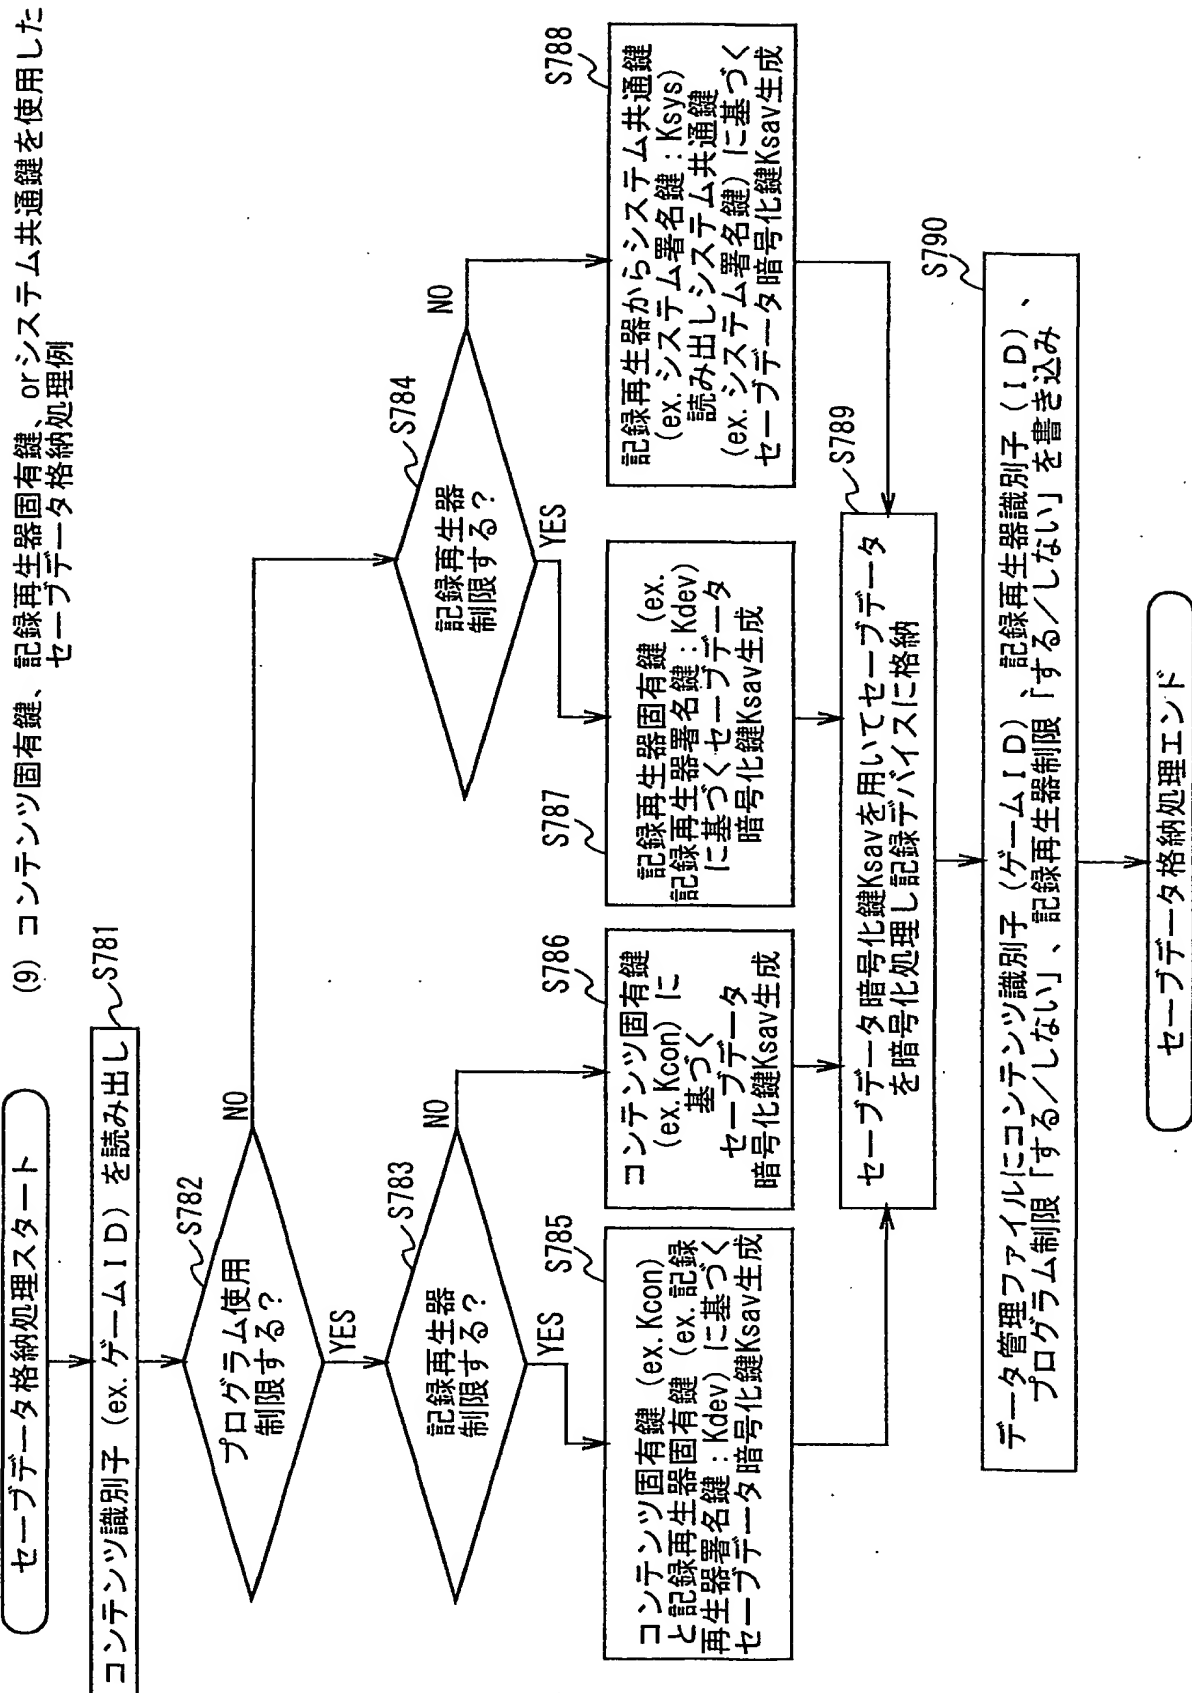 (9) コンテンツ固有鍵、記録再生器固有鍵、orシステム共通鍵を使用した
セーブデータ格納処理例
セーブデータ格納処理スタート
コンテンツ識別子 (ex. ゲームID) を読み出し
S781
プログラム使用
制限する?
S782
NO
YES
記録再生器
制限する?
S783
NO
YES
記録再生器
制限する?
S784
NO
YES
S785
コンテンツ固有鍵 (ex. Kcon)
と記録再生器固有鍵 (ex. 記録
再生器署名鍵:Kdev) に基づく
セーブデータ暗号化鍵Ksav生成
S786
コンテンツ固有鍵
(ex. Kcon) に
基づく
セーブデータ
暗号化鍵Ksav生成
S787
記録再生器固有鍵 (ex.
記録再生器署名鍵:Kdev)
に基づくセーブデータ
暗号化鍵Ksav生成
S788
記録再生器からシステム共通鍵
(ex. システム署名鍵:Ksys)
読み出しシステム共通鍵
(ex. システム署名鍵) に基づく
セーブデータ暗号化鍵Ksav生成
S789
セーブデータ暗号化鍵Ksavを用いてセーブデータ
を暗号化処理し記録デバイスに格納
S790
データ管理ファイルにコンテンツ識別子 (ゲームID)、記録再生器識別子 (ID)、
プログラム制限「する/しない」、記録再生器制限「する/しない」を書き込み
セーブデータ格納処理エンド